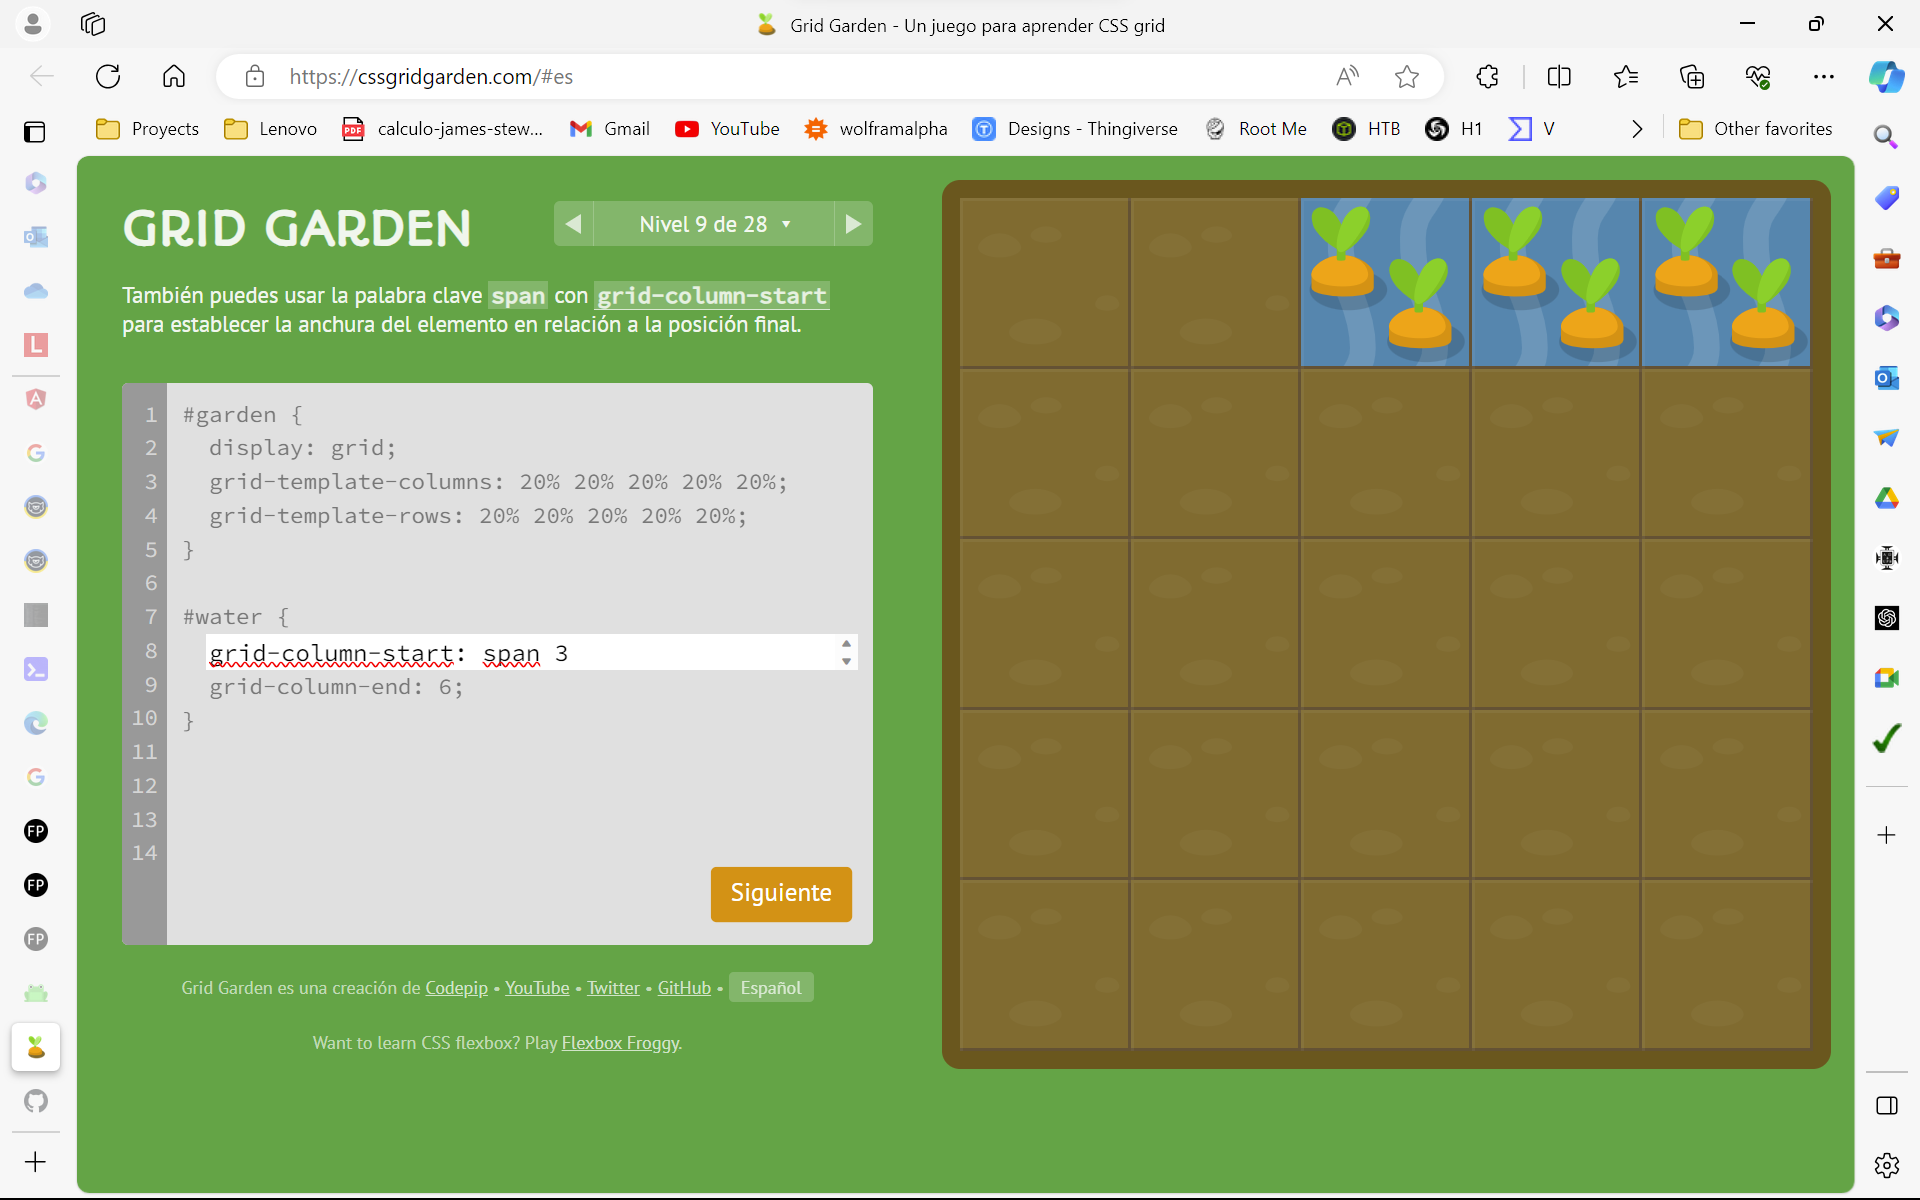 Grid Garden - Un juego para aprender CSS grid
https://cssgridgarden.com/#es
Proyects
Lenovo
PDF
calculo-james-stew...
Gmail
YouTube
wolframalpha
Designs - Thingiverse
Root Me
HTB
H1
V
Other favorites
GRID GARDEN
Nivel 9 de 28
También puedes usar la palabra clave span con grid-column-start
para establecer la anchura del elemento en relación a la posición final.
1 #garden {
2 display: grid;
3 grid-template-columns: 20% 20% 20% 20% 20%;
4 grid-template-rows: 20% 20% 20% 20% 20%;
5 }
6
7 #water {
8 grid-column-start: span 3
9 grid-column-end: 6;
10 }
11
12
13
14
Siguiente
Grid Garden es una creación de Codepip • YouTube • Twitter • GitHub • Español
Want to learn CSS flexbox? Play Flexbox Froggy.
L
FP
FP
FP